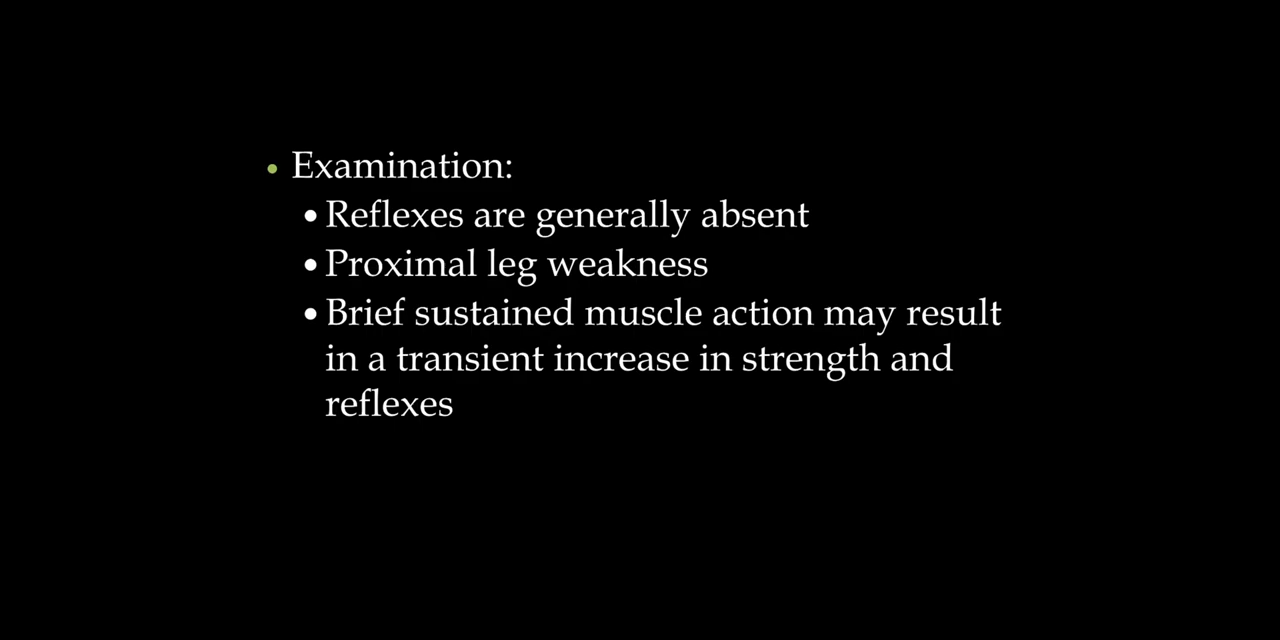 • Examination:
• Reflexes are generally absent
• Proximal leg weakness
• Brief sustained muscle action may result
in a transient increase in strength and
reflexes